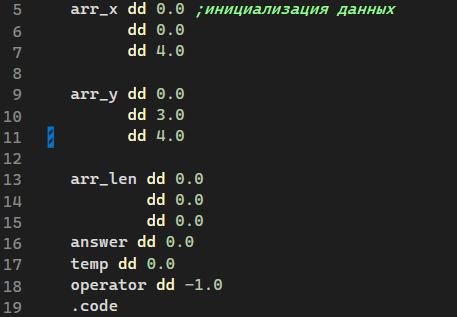 5 arr_x dd 0.0 ;инициализация данных
6 dd 0.0
7 dd 4.0
8
9 arr_y dd 0.0
10 dd 3.0
11 dd 4.0
12
13 arr_len dd 0.0
14 dd 0.0
15 dd 0.0
16 answer dd 0.0
17 temp dd 0.0
18 operator dd -1.0
19 .code